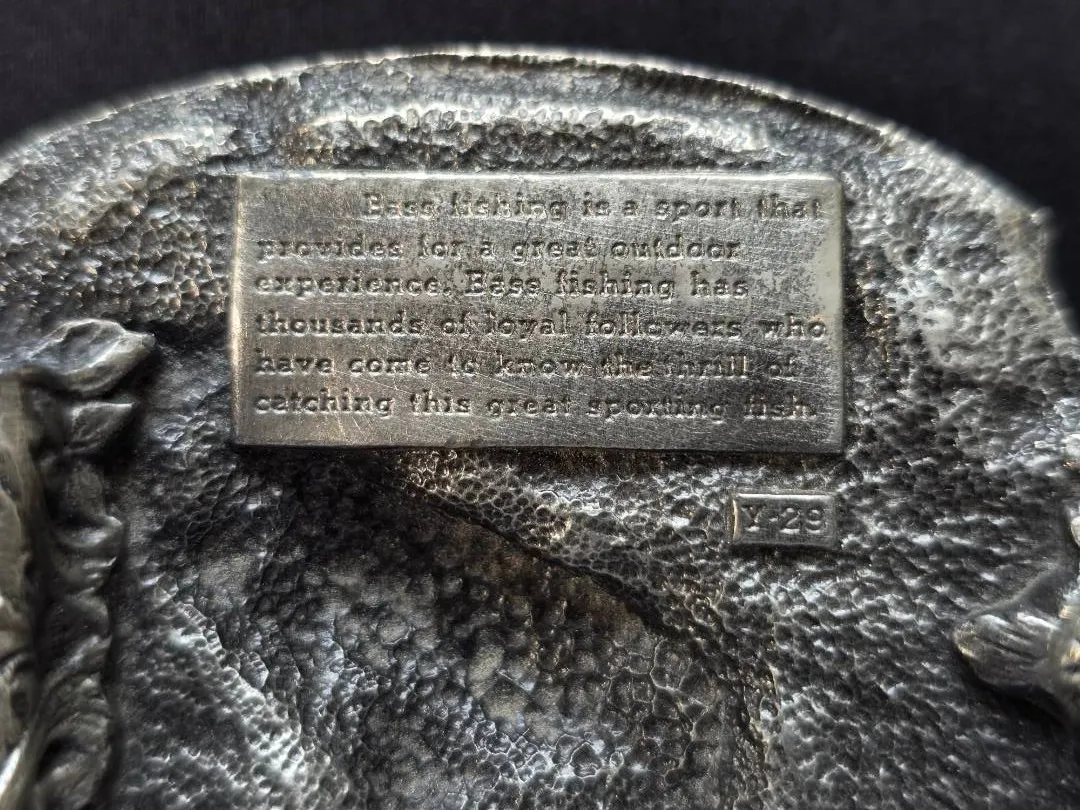 Bass fishing is a sport that
provides for a great outdoor
experience. Bass fishing has
thousands of loyal followers who
have come to know the thrill of
catching this great sporting fish.
Y-29